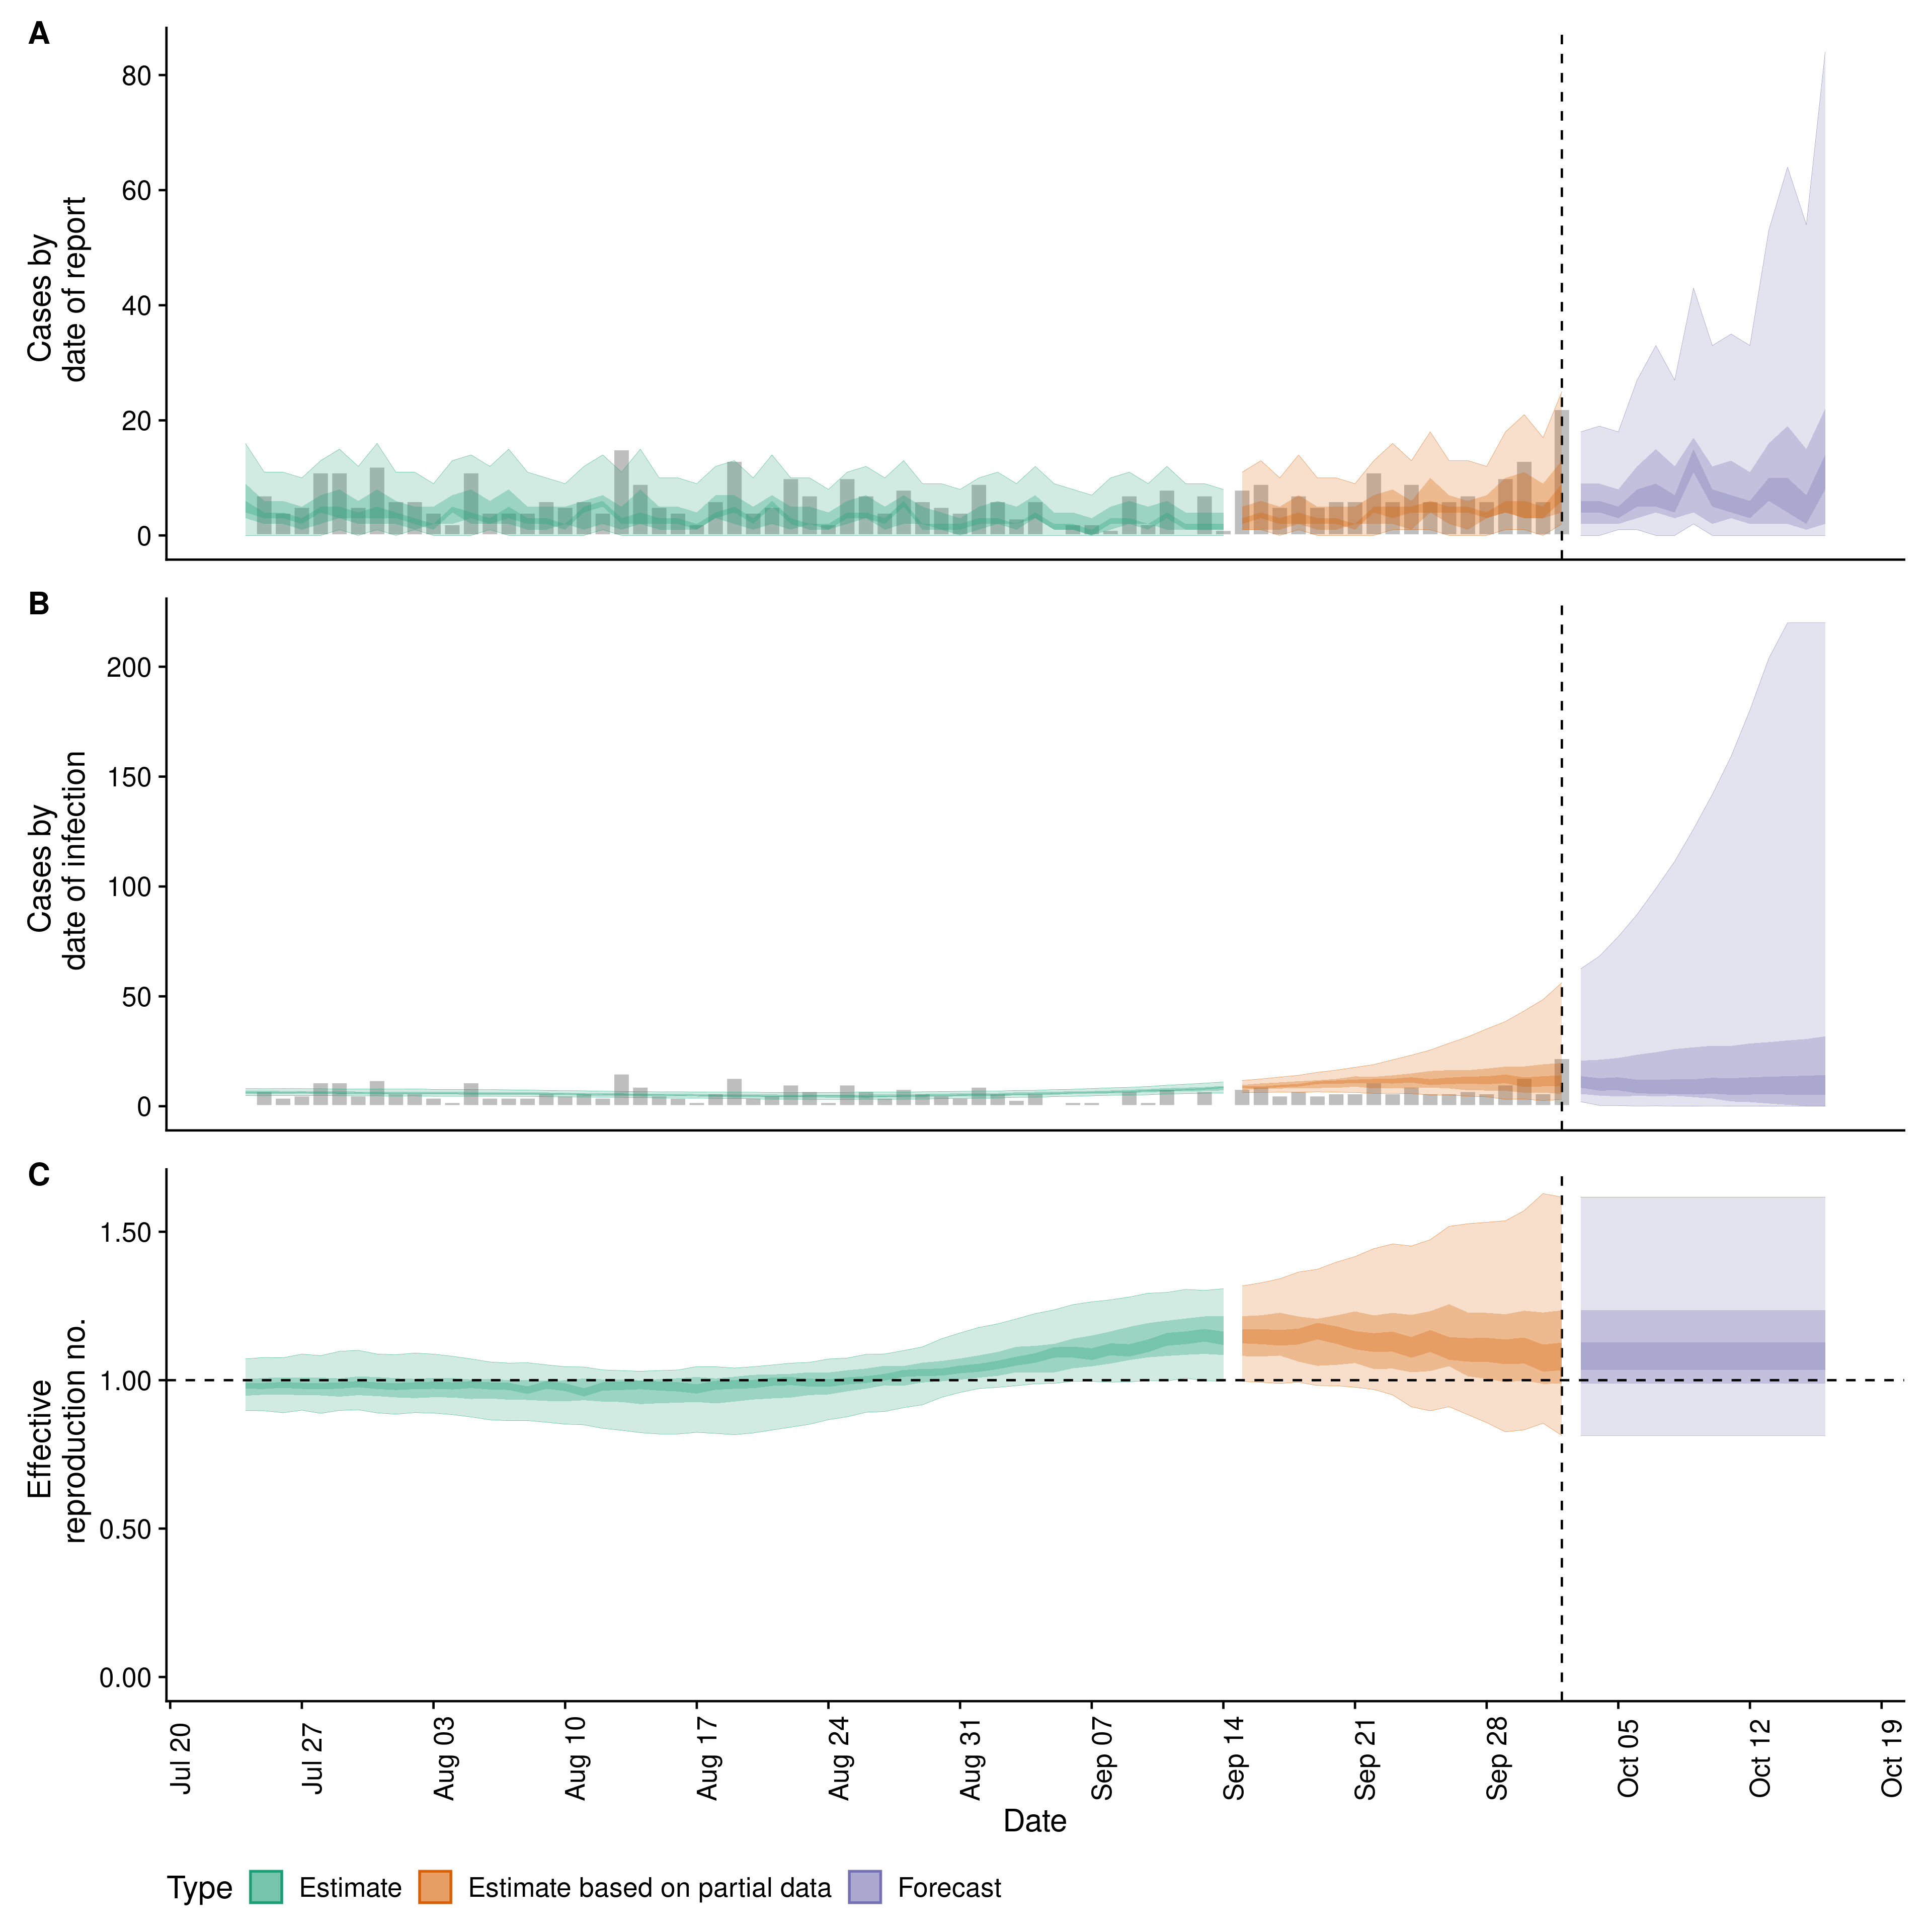 A
80
60
40
20
0
Cases by
date of report
B
200
150
100
50
0
Cases by
date of infection
C
1.50
1.00
0.50
0.00
Effective
reproduction no.
Jul 20
Jul 27
Aug 03
Aug 10
Aug 17
Aug 24
Aug 31
Sep 07
Sep 14
Sep 21
Sep 28
Oct 05
Oct 12
Oct 19
Date
Type Estimate Estimate based on partial data Forecast